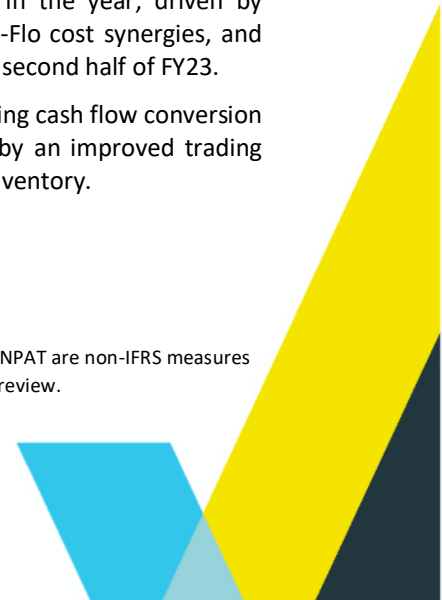 in the year, driven by
-Flo cost synergies, and
second half of FY23.
ing cash flow conversion
by an improved trading
ventory.
NPAT are non-IFRS measures
review.